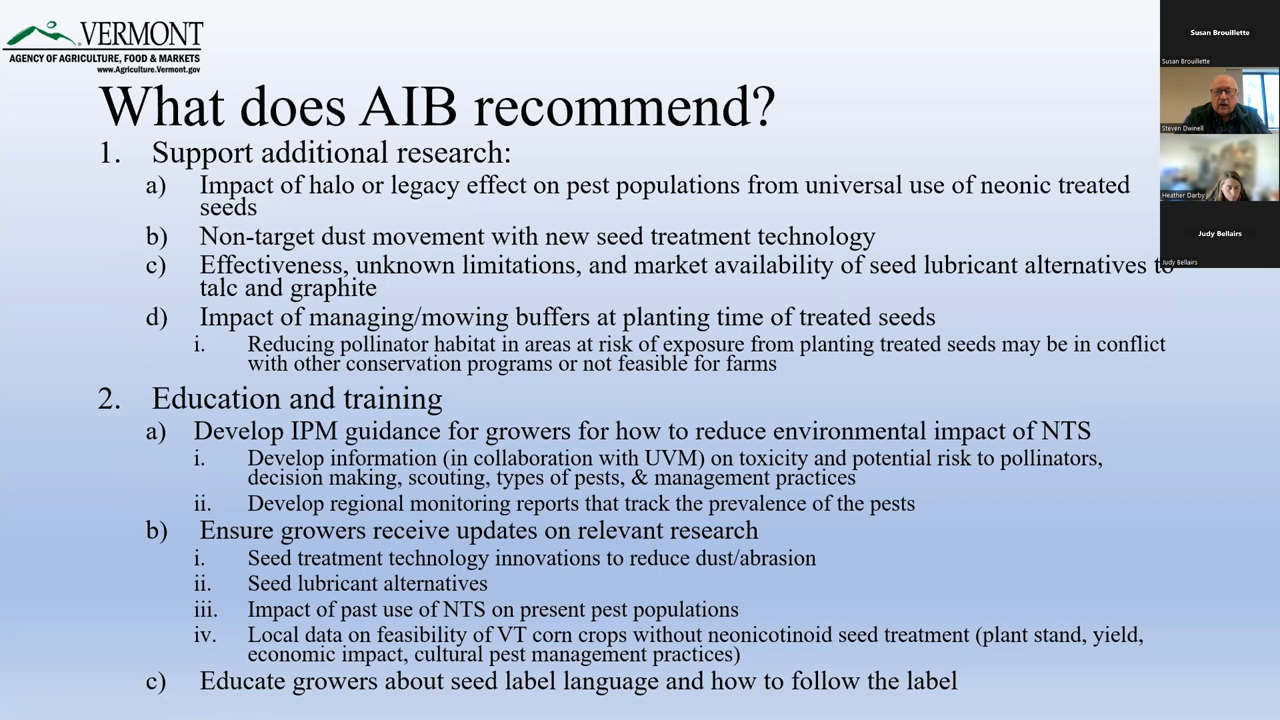 VERMONT
AGENCY OF AGRICULTURE, FOOD & MARKETS
www.Agriculture.Vermont.gov
What does AIB recommend?
1. Support additional research:
a) Impact of halo or legacy effect on pest populations from universal use of neonic treated
seeds
b) Non-target dust movement with new seed treatment technology
c) Effectiveness, unknown linitations, and market availability of seed lubricant alternatives to
talc and graphite
d) Impact of managing/mowing buffers at planting time of treated seeds
i. Reducing pollinator habitat in areas at risk of exposure from planting treated seeds may be in conflict
with other conservation programs or not feasible for farms
2. Education and training
a) Develop IPM guidance for growers for how to reduce environmental impact of NTS
i. Develop information (in collaboration with UVM) on toxicity and potential risk to pollinators,
decision making, scouting, types of pests, & management practices
ii. Develop regional monitoring reports that track the prevalence of the pests
b) Ensure growers receive updates on relevant research
i. Seed treatment technology innovations to reduce dust/abrasion
ii. Seed lubricant alternatives
iii. Impact of past use of NTS on present pest populations
iv. Local data on feasibility of VT corn crops without neonicotinoid seed treatment (plant stand, yield,
economic impact, cultural pest management practices)
c) Educate growers about seed label language and how to follow the label
Susan Brouillette
Susan Brouillette
Steven Dwinell
Heather Darby
Judy Bellairs
Judy Bellairs